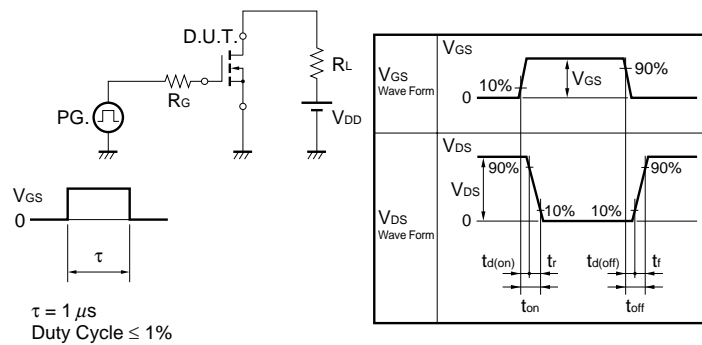 D.U.T.
RL
RG
PG.
VDD
VGS
0
τ
τ = 1 μs
Duty Cycle ≤ 1%
VGS
Wave Form
VGS
10%
VGS
90%
0
VDS
Wave Form
VDS
90%
90%
VDS
10%
10%
0
td(on)
tr
td(off)
tf
ton
toff